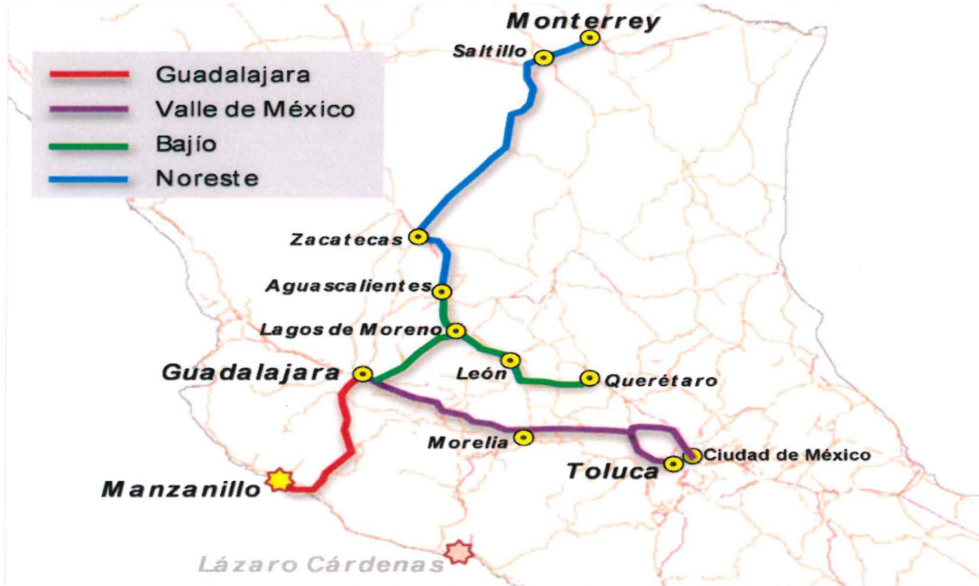 Monterrey
Saltillo
Guadalajara
Valle de México
Bajío
Noreste
Zacatecas
Aguascalientes
Lagos de Moreno
Guadalajara
León
Querétaro
Morelia
Ciudad de México
Toluca
Manzanillo
Lázaro Cárdenas